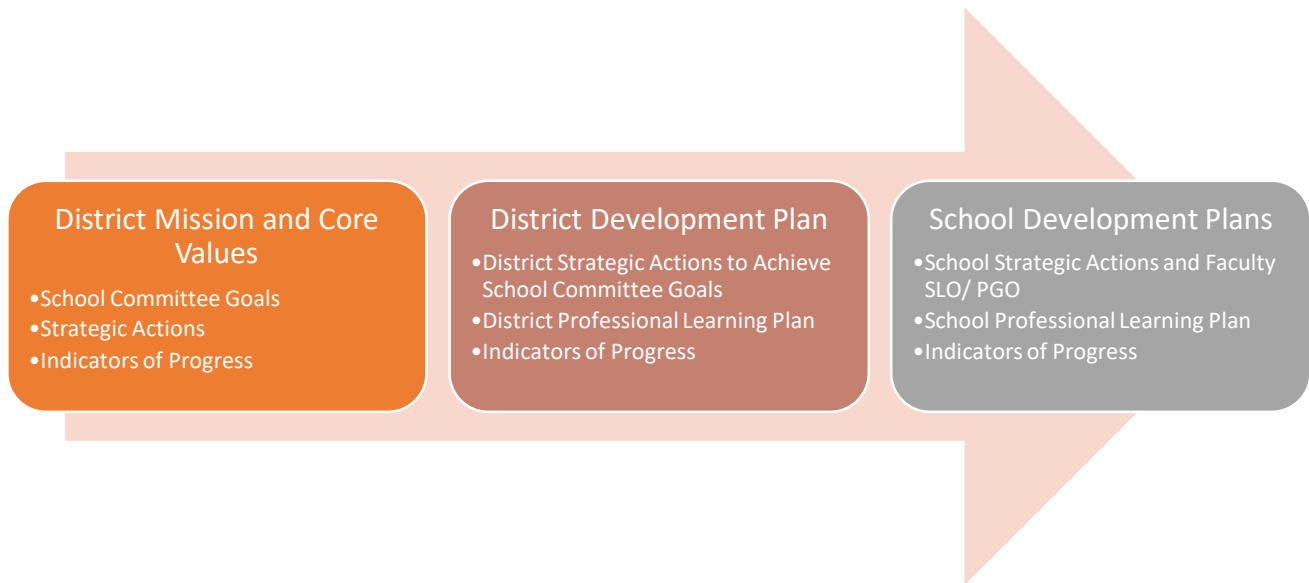 District Mission and Core
Values
•School Committee Goals
•Strategic Actions
•Indicators of Progress
District Development Plan
•District Strategic Actions to Achieve
School Committee Goals
•District Professional Learning Plan
•Indicators of Progress
School Development Plans
•School Strategic Actions and Faculty
SLO/ PGO
•School Professional Learning Plan
•Indicators of Progress